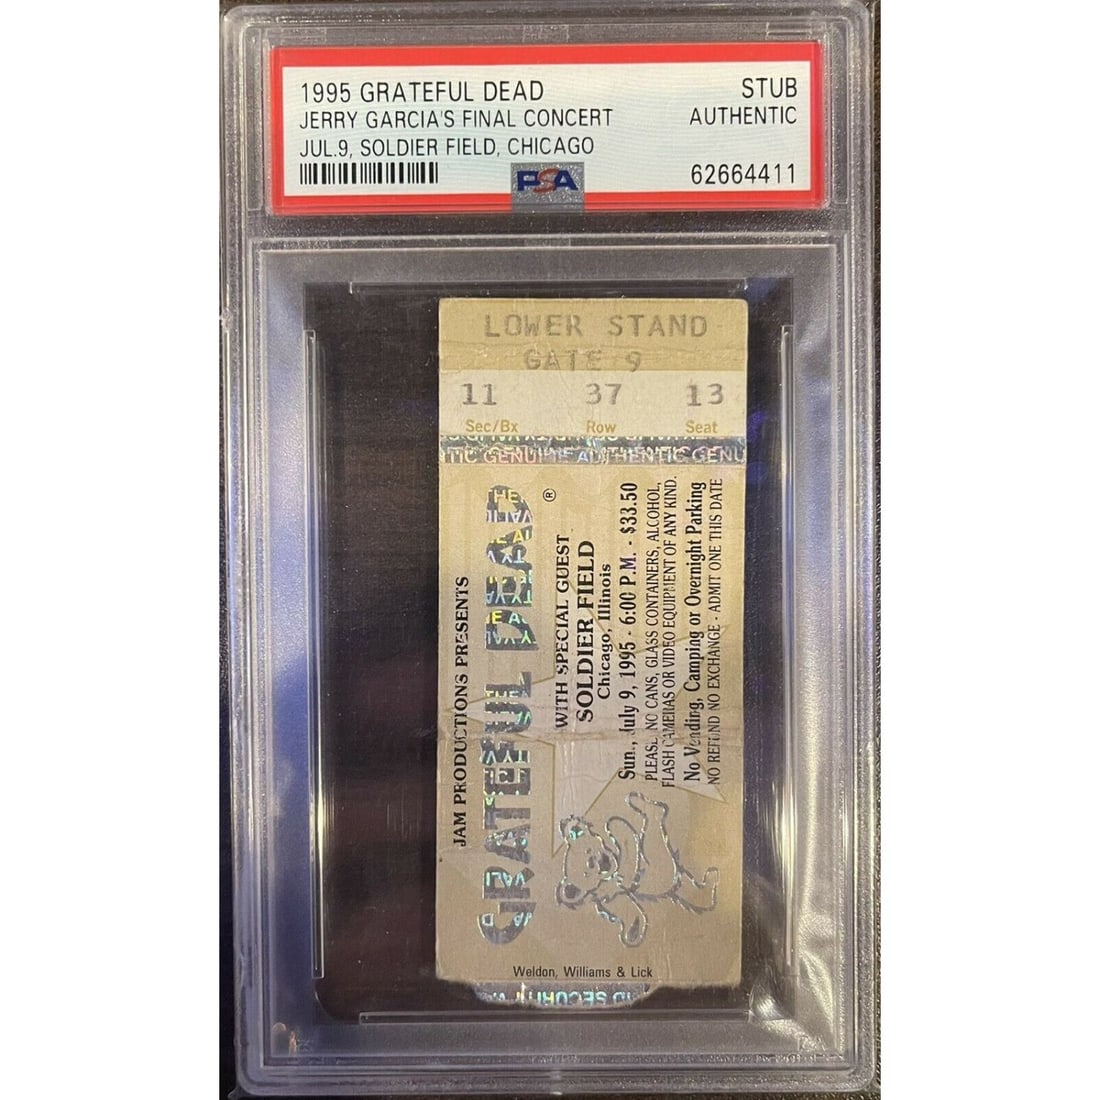 1995 GRATEFUL DEAD
JERRY GARCIA'S FINAL CONCERT
JUL.9, SOLDIER FIELD, CHICAGO
STUB
AUTHENTIC
62664411
PSA
LOWER STAND
GATE 9
11 37 13
Sec/Bx Row Seat
TIC GENUINE AUTHENTIC GENU
JAM PRODUCTIONS PRESENTS
GRATEFUL DEAD ®
WITH SPECIAL GUEST
SOLDIER FIELD
Chicago, Illinois
Sun., July 9, 1995 - 6:00 P.M. - $33.50
PLEASE, NO CANS, GLASS CONTAINERS, ALCOHOL,
FLASH CAMERAS OR VIDEO EQUIPMENT OF ANY KIND.
No Vending, Camping or Overnight Parking
NO REFUND NO EXCHANGE - ADMIT ONE THIS DATE
Weldon, Williams & Lick